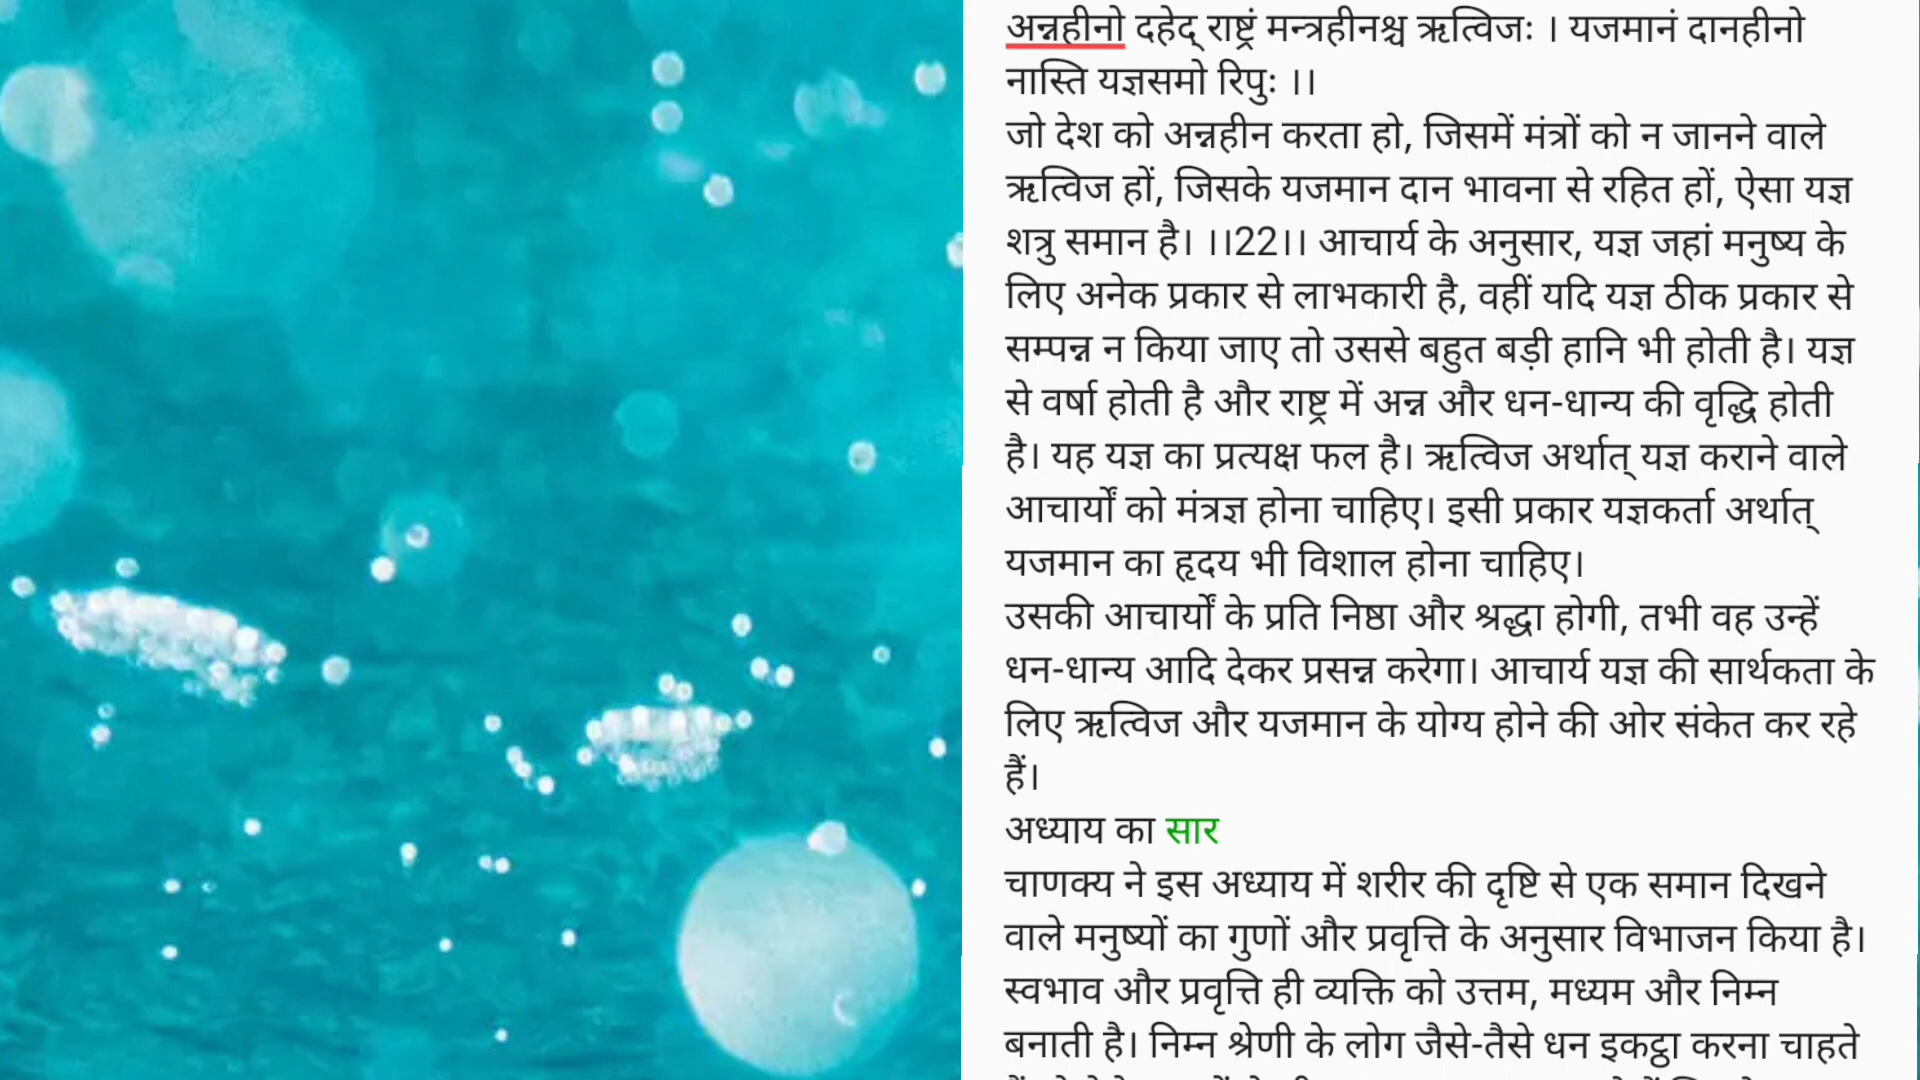 अन्नहीनो दहेद् राष्ट्रं मन्त्रहीनश्च ऋत्विजः । यजमानं दानहीनो
नास्ति यज्ञसमो रिपुः ।।
जो देश को अन्नहीन करता हो, जिसमें मंत्रों को न जानने वाले
ऋत्विज हों, जिसके यजमान दान भावना से रहित हों, ऐसा यज्ञ
शत्रु समान है। ।।22।। आचार्य के अनुसार, यज्ञ जहां मनुष्य के
लिए अनेक प्रकार से लाभकारी है, वहीं यदि यज्ञ ठीक प्रकार से
सम्पन्न न किया जाए तो उससे बहुत बड़ी हानि भी होती है। यज्ञ
से वर्षा होती है और राष्ट्र में अन्न और धन-धान्य की वृद्धि होती
है। यह यज्ञ का प्रत्यक्ष फल है। ऋत्विज अर्थात् यज्ञ कराने वाले
आचार्यों को मंत्रज्ञ होना चाहिए। इसी प्रकार यज्ञकर्ता अर्थात्
यजमान का हृदय भी विशाल होना चाहिए।
उसकी आचार्यों के प्रति निष्ठा और श्रद्धा होगी, तभी वह उन्हें
धन-धान्य आदि देकर प्रसन्न करेगा। आचार्य यज्ञ की सार्थकता के
लिए ऋत्विज और यजमान के योग्य होने की ओर संकेत कर रहे
हैं।
अध्याय का सार
चाणक्य ने इस अध्याय में शरीर की दृष्टि से एक समान दिखने
वाले मनुष्यों का गुणों और प्रवृत्ति के अनुसार विभाजन किया है।
स्वभाव और प्रवृत्ति ही व्यक्ति को उत्तम, मध्यम और निम्न
बनाती है। निम्न श्रेणी के लोग जैसे-तैसे धन इकट्ठा करना चाहते